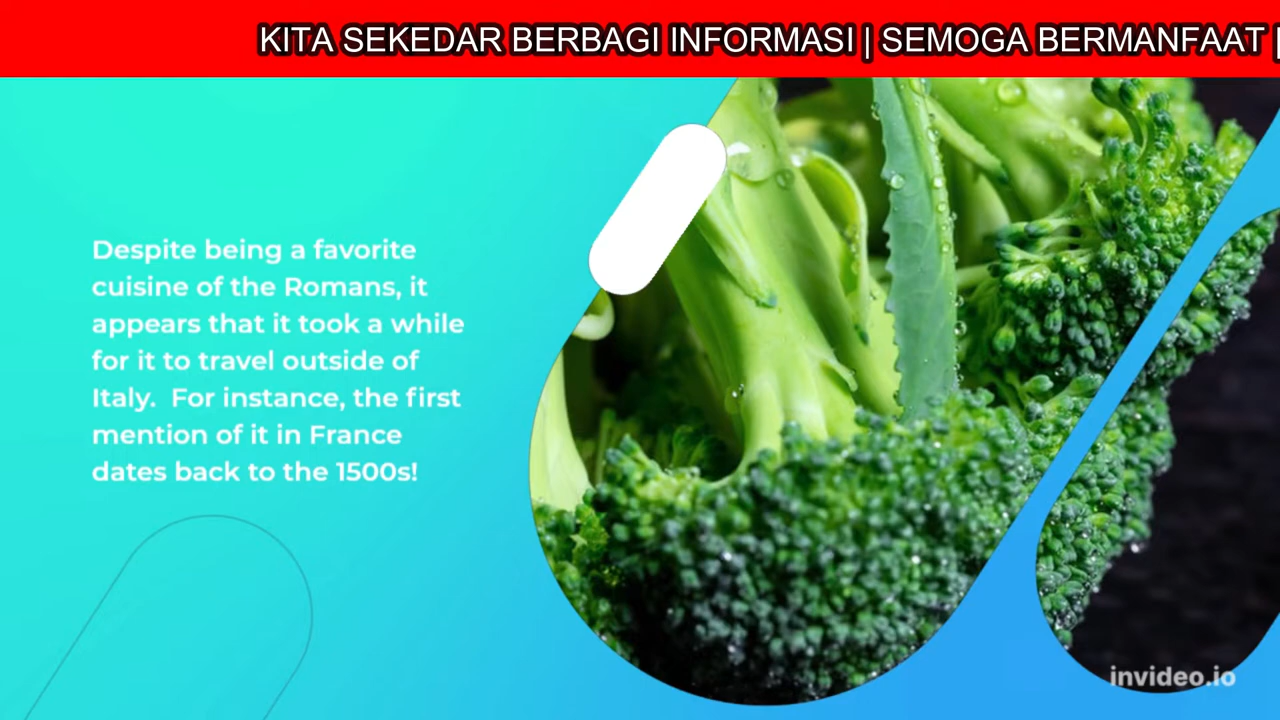 KITA SEKEDAR BERBAGI INFORMASI | SEMOGA BERMANFAAT |
Despite being a favorite
cuisine of the Romans, it
appears that it took a while
for it to travel outside of
Italy.  For instance, the first
mention of it in France
dates back to the 1500s!
invideo.io